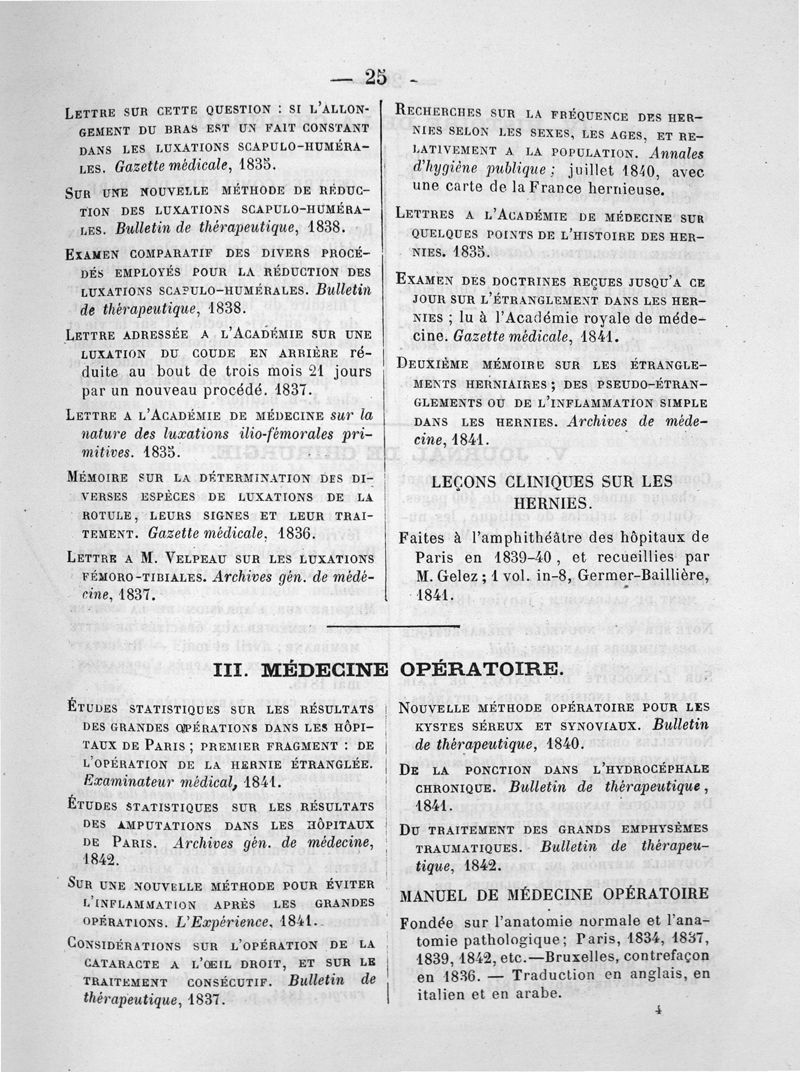 — 25 -
LETTRE SUR CETTE QUESTION : SI L'ALLON-
GEMENT DU BRAS EST UN FAIT CONSTANT
DANS LES LUXATIONS SCAPULO-HUMÉRA-
LES. Gazette médicale, 1835.
SUR UNE NOUVELLE MÉTHODE DE RÉDUC-
TION DES LUXATIONS SCAPULO-HUMÉRA-
LES. Bulletin de thérapeutique, 1838.
EXAMEN COMPARATIF DES DIVERS PROCÉ-
DÉS EMPLOYÉS POUR LA RÉDUCTION DES
LUXATIONS SCAPULO-HUMÉRALES. Bulletin
de thérapeutique, 1838.
LETTRE ADRESSÉE A L'ACADÉMIE SUR UNE
LUXATION DU COUDE EN ARRIÈRE ré-
duite au bout de trois mois 21 jours
par un nouveau procédé. 1837.
LETTRE A L'ACADÉMIE DE MÉDECINE sur la
nature des luxations ilio-fémorales pri-
mitives. 1835.
MÉMOIRE SUR LA DÉTERMINATION DES DI-
VERSES ESPÈCES DE LUXATIONS DE LA
ROTULE, LEURS SIGNES ET LEUR TRAI-
TEMENT. Gazette médicale, 1836.
LETTRE A M. VELPEAU SUR LES LUXATIONS
FÉMORO-TIBIALES. Archives gén. de médé-
cine, 1837.
RECHERCHES SUR LA FRÉQUENCE DES HER-
NIES SELON LES SEXES, LES AGES, ET RE-
LATIVEMENT A LA POPULATION. Annales
d'hygiène publique ; juillet 1840, avec
une carte de la France hernieuse.
LETTRES A L'ACADÉMIE DE MÉDECINE SUR
QUELQUES POINTS DE L'HISTOIRE DES HER-
NIES. 1835.
EXAMEN DES DOCTRINES REÇUES JUSQU'A CE
JOUR SUR L'ÉTRANGLEMENT DANS LES HER-
NIES ; lu à l'Académie royale de méde-
cine. Gazette médicale, 1841.
DEUXIÈME MÉMOIRE SUR LES ÉTRANGLE-
MENTS HERNIAIRES ; DES PSEUDO-ÉTRAN-
GLEMENTS OU DE L'INFLAMMATION SIMPLE
DANS LES HERNIES. Archives de méde-
cine, 1841.
LEÇONS CLINIQUES SUR LES
HERNIES.
Faites à l'amphithéâtre des hôpitaux de
Paris en 1839-40 , et recueillies par
M. Gelez ; 1 vol. in-8, Germer-Baillière,
1841.
III. MÉDECINE OPÉRATOIRE.
ÉTUDES STATISTIQUES SUR LES RÉSULTATS
DES GRANDES OPÉRATIONS DANS LES HÔPI-
TAUX DE PARIS ; PREMIER FRAGMENT : DE
L'OPÉRATION DE LA HERNIE ÉTRANGLÉE.
Examinateur médical, 1841.
ÉTUDES STATISTIQUES SUR LES RÉSULTATS
DES AMPUTATIONS DANS LES HÔPITAUX
DE PARIS. Archives gén. de médecine,
1842.
SUR UNE NOUVELLE MÉTHODE POUR ÉVITER
L'INFLAMMATION APRÈS LES GRANDES
OPÉRATIONS. L'Expérience, 1841.
CONSIDÉRATIONS SUR L'OPÉRATION DE LA
CATARACTE A L'ŒIL DROIT, ET SUR LE
TRAITEMENT CONSÉCUTIF. Bulletin de
thérapeutique, 1837.
NOUVELLE MÉTHODE OPÉRATOIRE POUR LES
KYSTES SÉREUX ET SYNOVIAUX. Bulletin
de thérapeutique, 1840.
DE LA PONCTION DANS L'HYDROCÉPHALE
CHRONIQUE. Bulletin de thérapeutique ,
1841.
DU TRAITEMENT DES GRANDS EMPHYSÈMES
TRAUMATIQUES. Bulletin de thérapeu-
tique, 1842.
MANUEL DE MÉDECINE OPÉRATOIRE
Fondée sur l'anatomie normale et l'ana-
tomie pathologique ; Paris, 1834, 1837,
1839, 1842, etc.—Bruxelles, contrefaçon
en 1836. — Traduction en anglais, en
italien et en arabe.
4